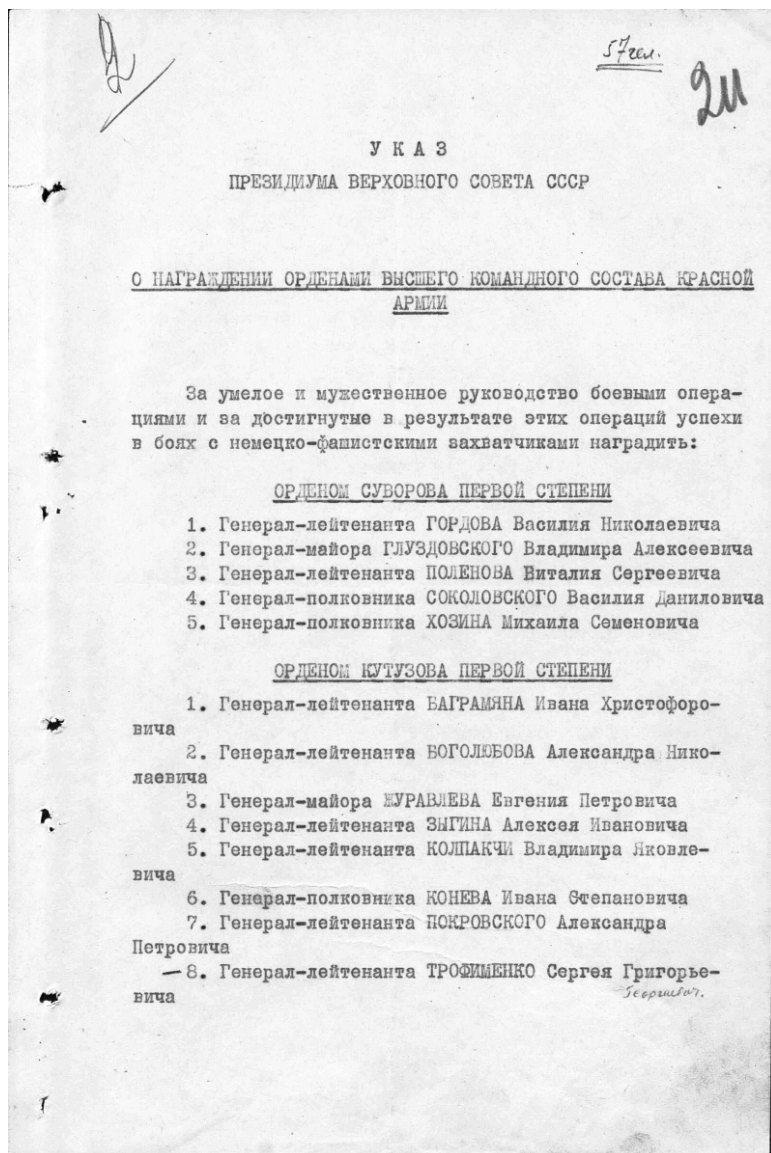 57 чел.
У К А З
ПРЕЗИДИУМА ВЕРХОВНОГО СОВЕТА СССР
О НАГРАЖДЕНИИ ОРДЕНАМИ ВЫСШЕГО КОМАНДНОГО СОСТАВА КРАСНОЙ
АРМИИ
За умелое и мужественное руководство боевыми опера-
циями и за достигнутые в результате этих операций успехи
в боях с немецко-фашистскими захватчиками наградить:
ОРДЕНОМ СУВОРОВА ПЕРВОЙ СТЕПЕНИ
1. Генерал-лейтенанта ГОРДОВА Василия Николаевича
2. Генерал-майора ГЛУЗДОВСКОГО Владимира Алексеевича
3. Генерал-лейтенанта ПОЛЕНОВА Виталия Сергеевича
4. Генерал-полковника СОКОЛОВСКОГО Василия Даниловича
5. Генерал-полковника ХОЗИНА Михаила Семеновича
ОРДЕНОМ КУТУЗОВА ПЕРВОЙ СТЕПЕНИ
1. Генерал-лейтенанта БАГРАМЯНА Ивана Христофоро-
вича
2. Генерал-лейтенанта БОГОЛЮБОВА Александра Нико-
лаевича
3. Генерал-майора ЖУРАВЛЕВА Евгения Петровича
4. Генерал-лейтенанта ЗЫГИНА Алексея Ивановича
5. Генерал-лейтенанта КОЛПАКЧИ Владимира Яковле-
вича
6. Генерал-полковника КОНЕВА Ивана Степановича
7. Генерал-лейтенанта ПОКРОВСКОГО Александра
Петровича
— 8. Генерал-лейтенанта ТРОФИМЕНКО Сергея Григорье-
вича
Георгиевич.